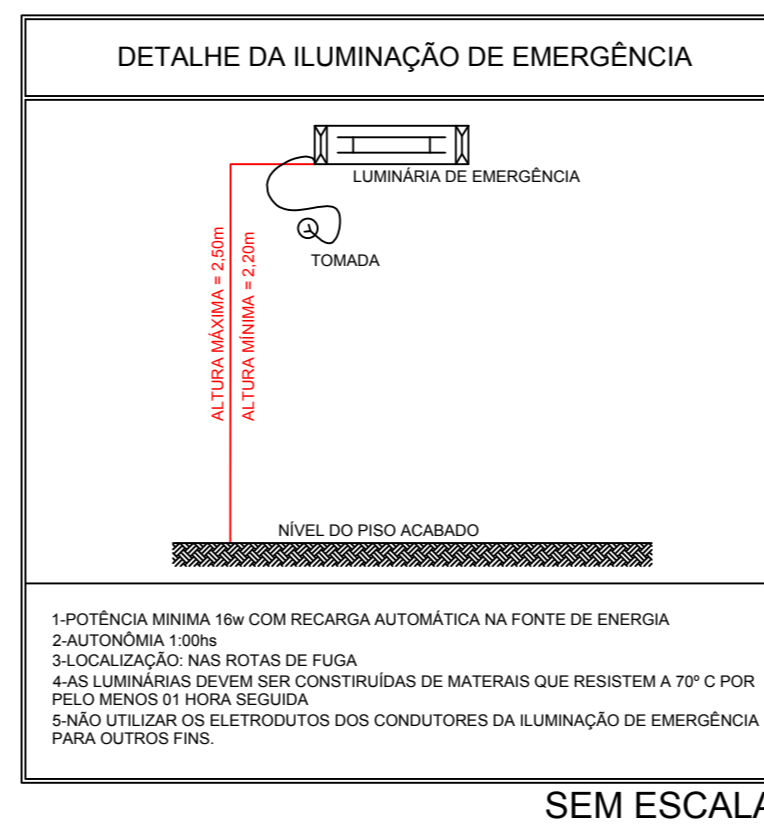 DETALHE DA ILUMINAÇÃO DE EMERGÊNCIA
LUMINÁRIA DE EMERGÊNCIA
TOMADA
ALTURA MÁXIMA = 2,50m
ALTURA MÍNIMA = 2,20m
NÍVEL DO PISO ACABADO
1-POTÊNCIA MINIMA 16w COM RECARGA AUTOMÁTICA NA FONTE DE ENERGIA
2-AUTONÔMIA 1:00hs
3-LOCALIZAÇÃO: NAS ROTAS DE FUGA
4-AS LUMINÁRIAS DEVEM SER CONSTIRUÍDAS DE MATERAIS QUE RESISTEM A 70º C POR
PELO MENOS 01 HORA SEGUIDA
5-NÃO UTILIZAR OS ELETRODUTOS DOS CONDUTORES DA ILUMINAÇÃO DE EMERGÊNCIA
PARA OUTROS FINS.
SEM ESCALA